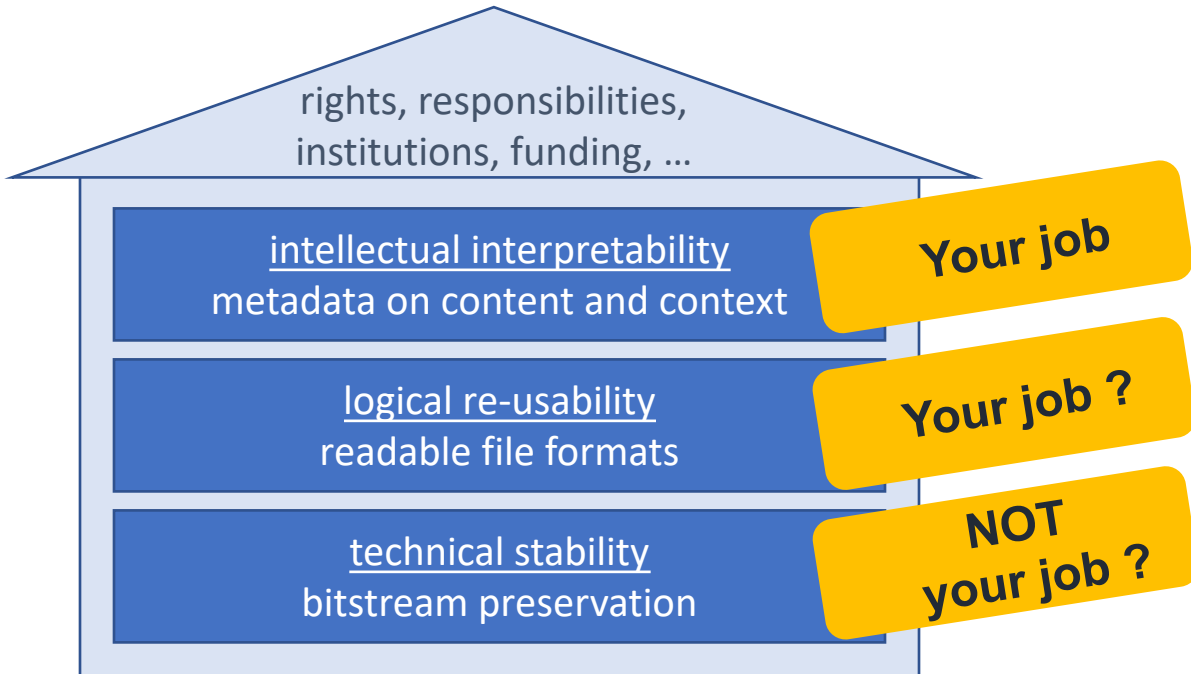 rights, responsibilities,
institutions, funding, …
intellectual interpretability
metadata on content and context
Your job
logical re-usability
readable file formats
Your job ?
technical stability
bitstream preservation
NOT
your job ?